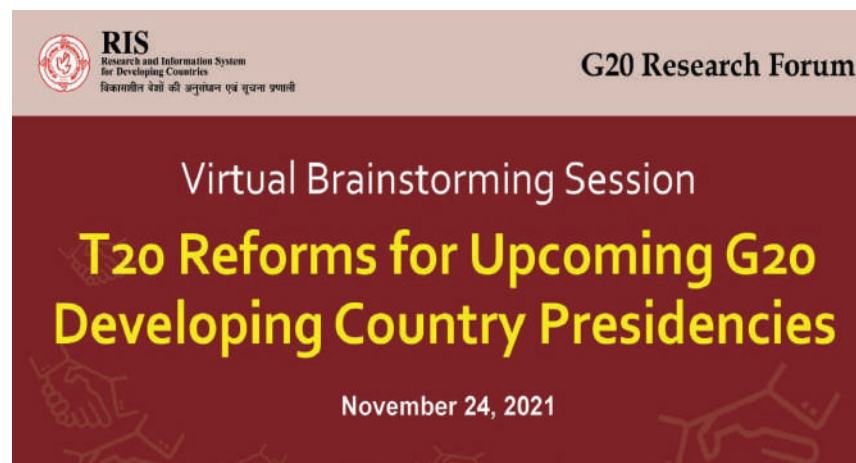 RIS
Research and Information System
for Developing Countries
विकासशील देशों की अनुसंधान एवं सूचना प्रणाली
G20 Research Forum
Virtual Brainstorming Session
T20 Reforms for Upcoming G20
Developing Country Presidencies
November 24, 2021